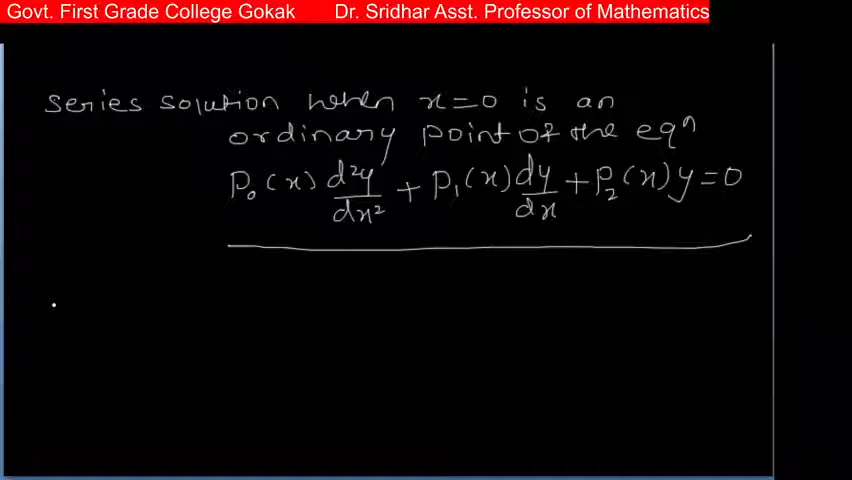 Govt. First Grade College Gokak Dr. Sridhar Asst. Professor of Mathematics
Series solution when x=0 is an
ordinary point of the eqⁿ
P₀(x) d²y/dx² + P₁(x) dy/dx + P₂(x)y=0